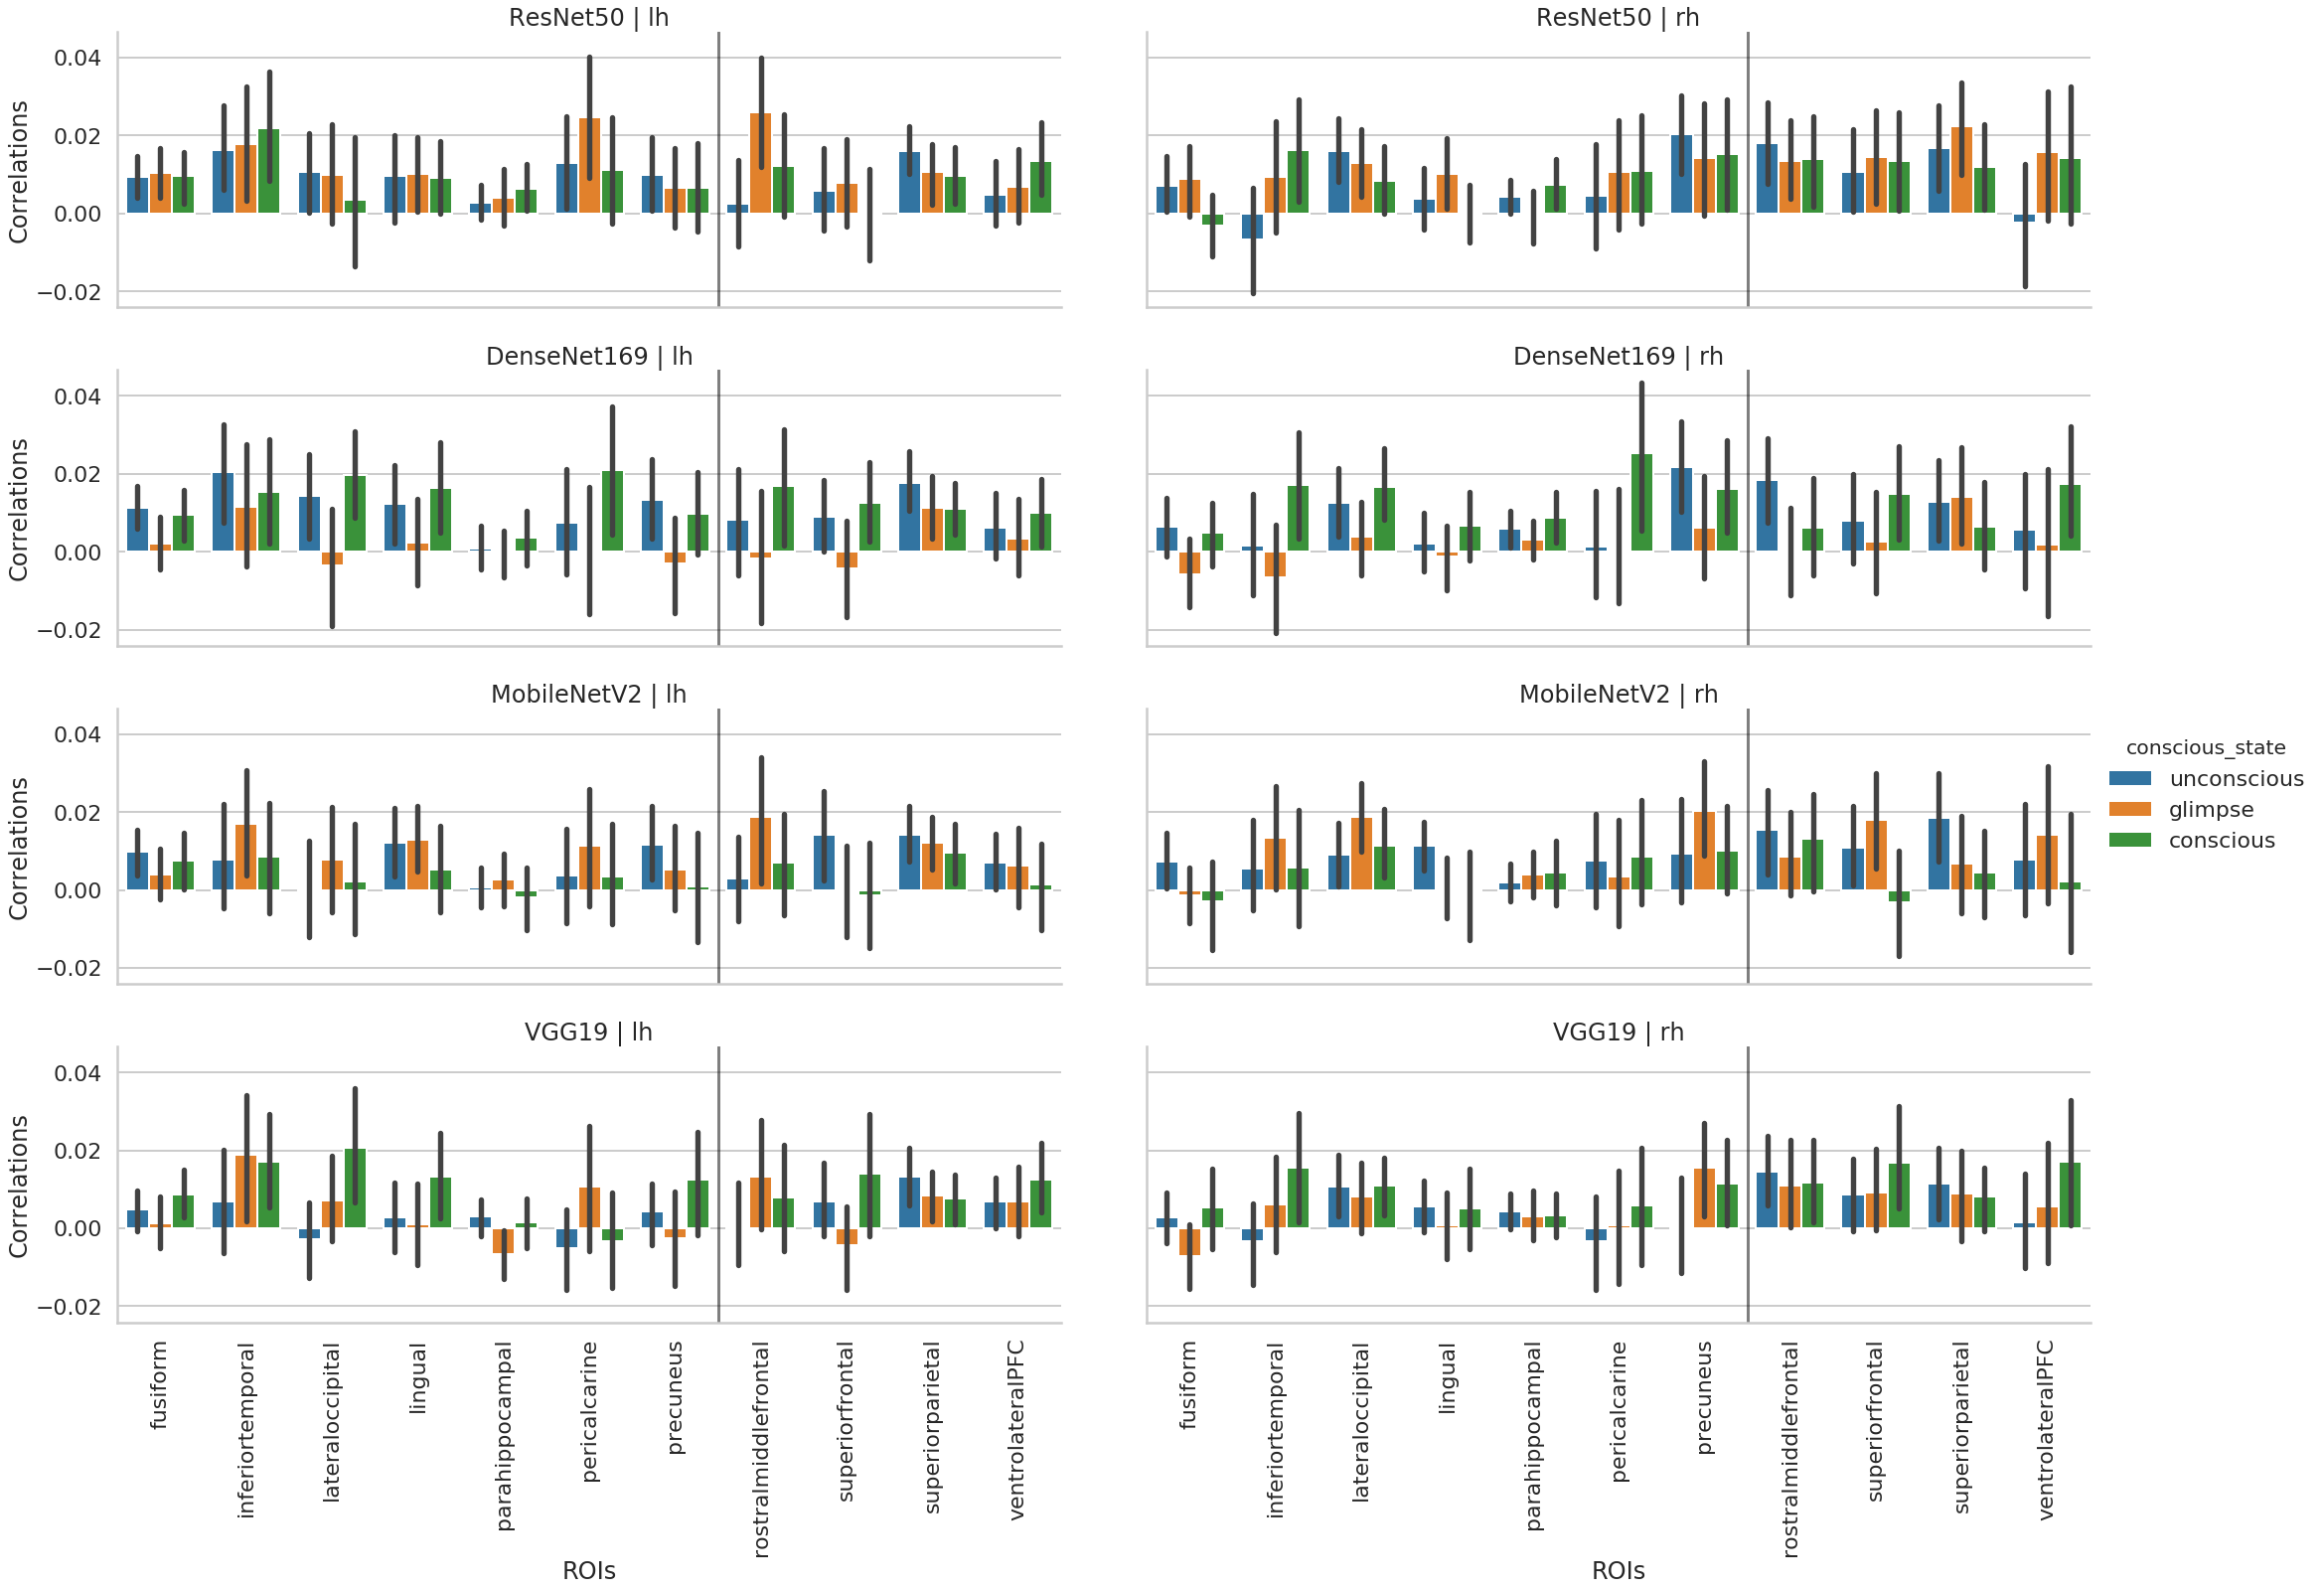 ResNet50 | lh
ResNet50 | rh
Correlations
0.04
0.02
0.00
−0.02
DenseNet169 | lh
DenseNet169 | rh
Correlations
0.04
0.02
0.00
−0.02
MobileNetV2 | lh
MobileNetV2 | rh
Correlations
0.04
0.02
0.00
−0.02
conscious_state
unconscious
glimpse
conscious
VGG19 | lh
VGG19 | rh
Correlations
0.04
0.02
0.00
−0.02
fusiform
inferiortemporal
lateraloccipital
lingual
parahippocampal
pericalcarine
precuneus
rostralmiddlefrontal
superiorfrontal
superiorparietal
ventrolateralPFC
ROIs
fusiform
inferiortemporal
lateraloccipital
lingual
parahippocampal
pericalcarine
precuneus
rostralmiddlefrontal
superiorfrontal
superiorparietal
ventrolateralPFC
ROIs